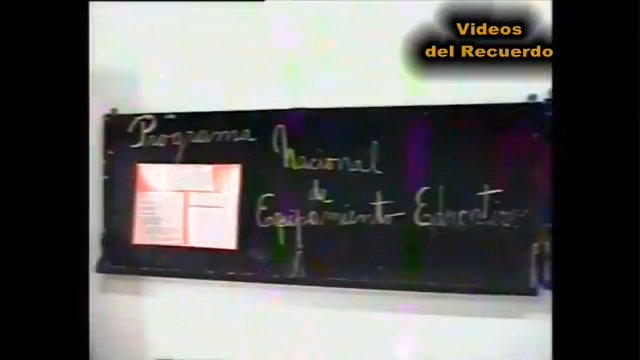 Videos
del Recuerdo
Programa Nacional
de
Equipamiento Educativo